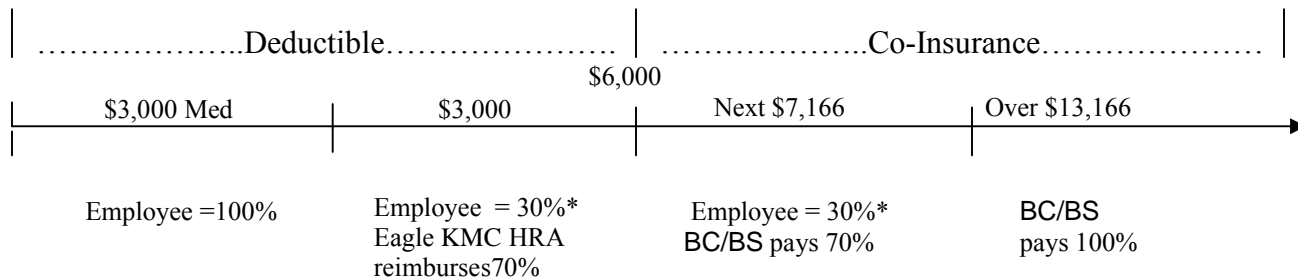 ………………….Deductible…………………. ………………….Co-Insurance…………………
$6,000
$3,000 Med $3,000 Next $7,166 Over $13,166
Employee =100%
Employee = 30%*
Eagle KMC HRA
reimburses70%
Employee = 30%*
BC/BS pays 70%
BC/BS
pays 100%